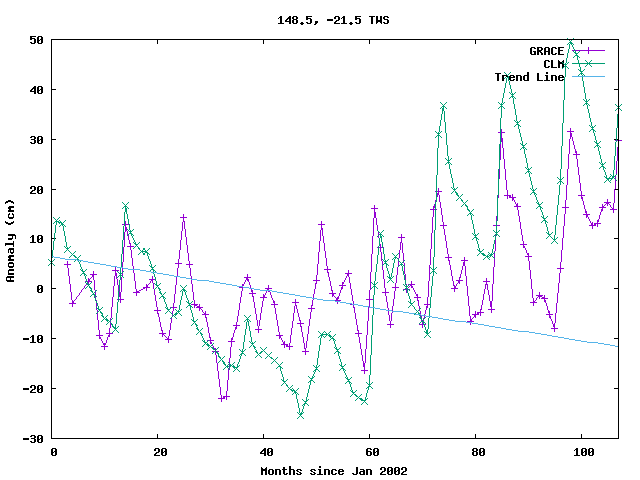 148.5, -21.5 TWS
GRACE
CLM
Trend Line
50
40
30
20
10
0
-10
-20
-30
Anomaly (cm)
0 20 40 60 80 100
Months since Jan 2002